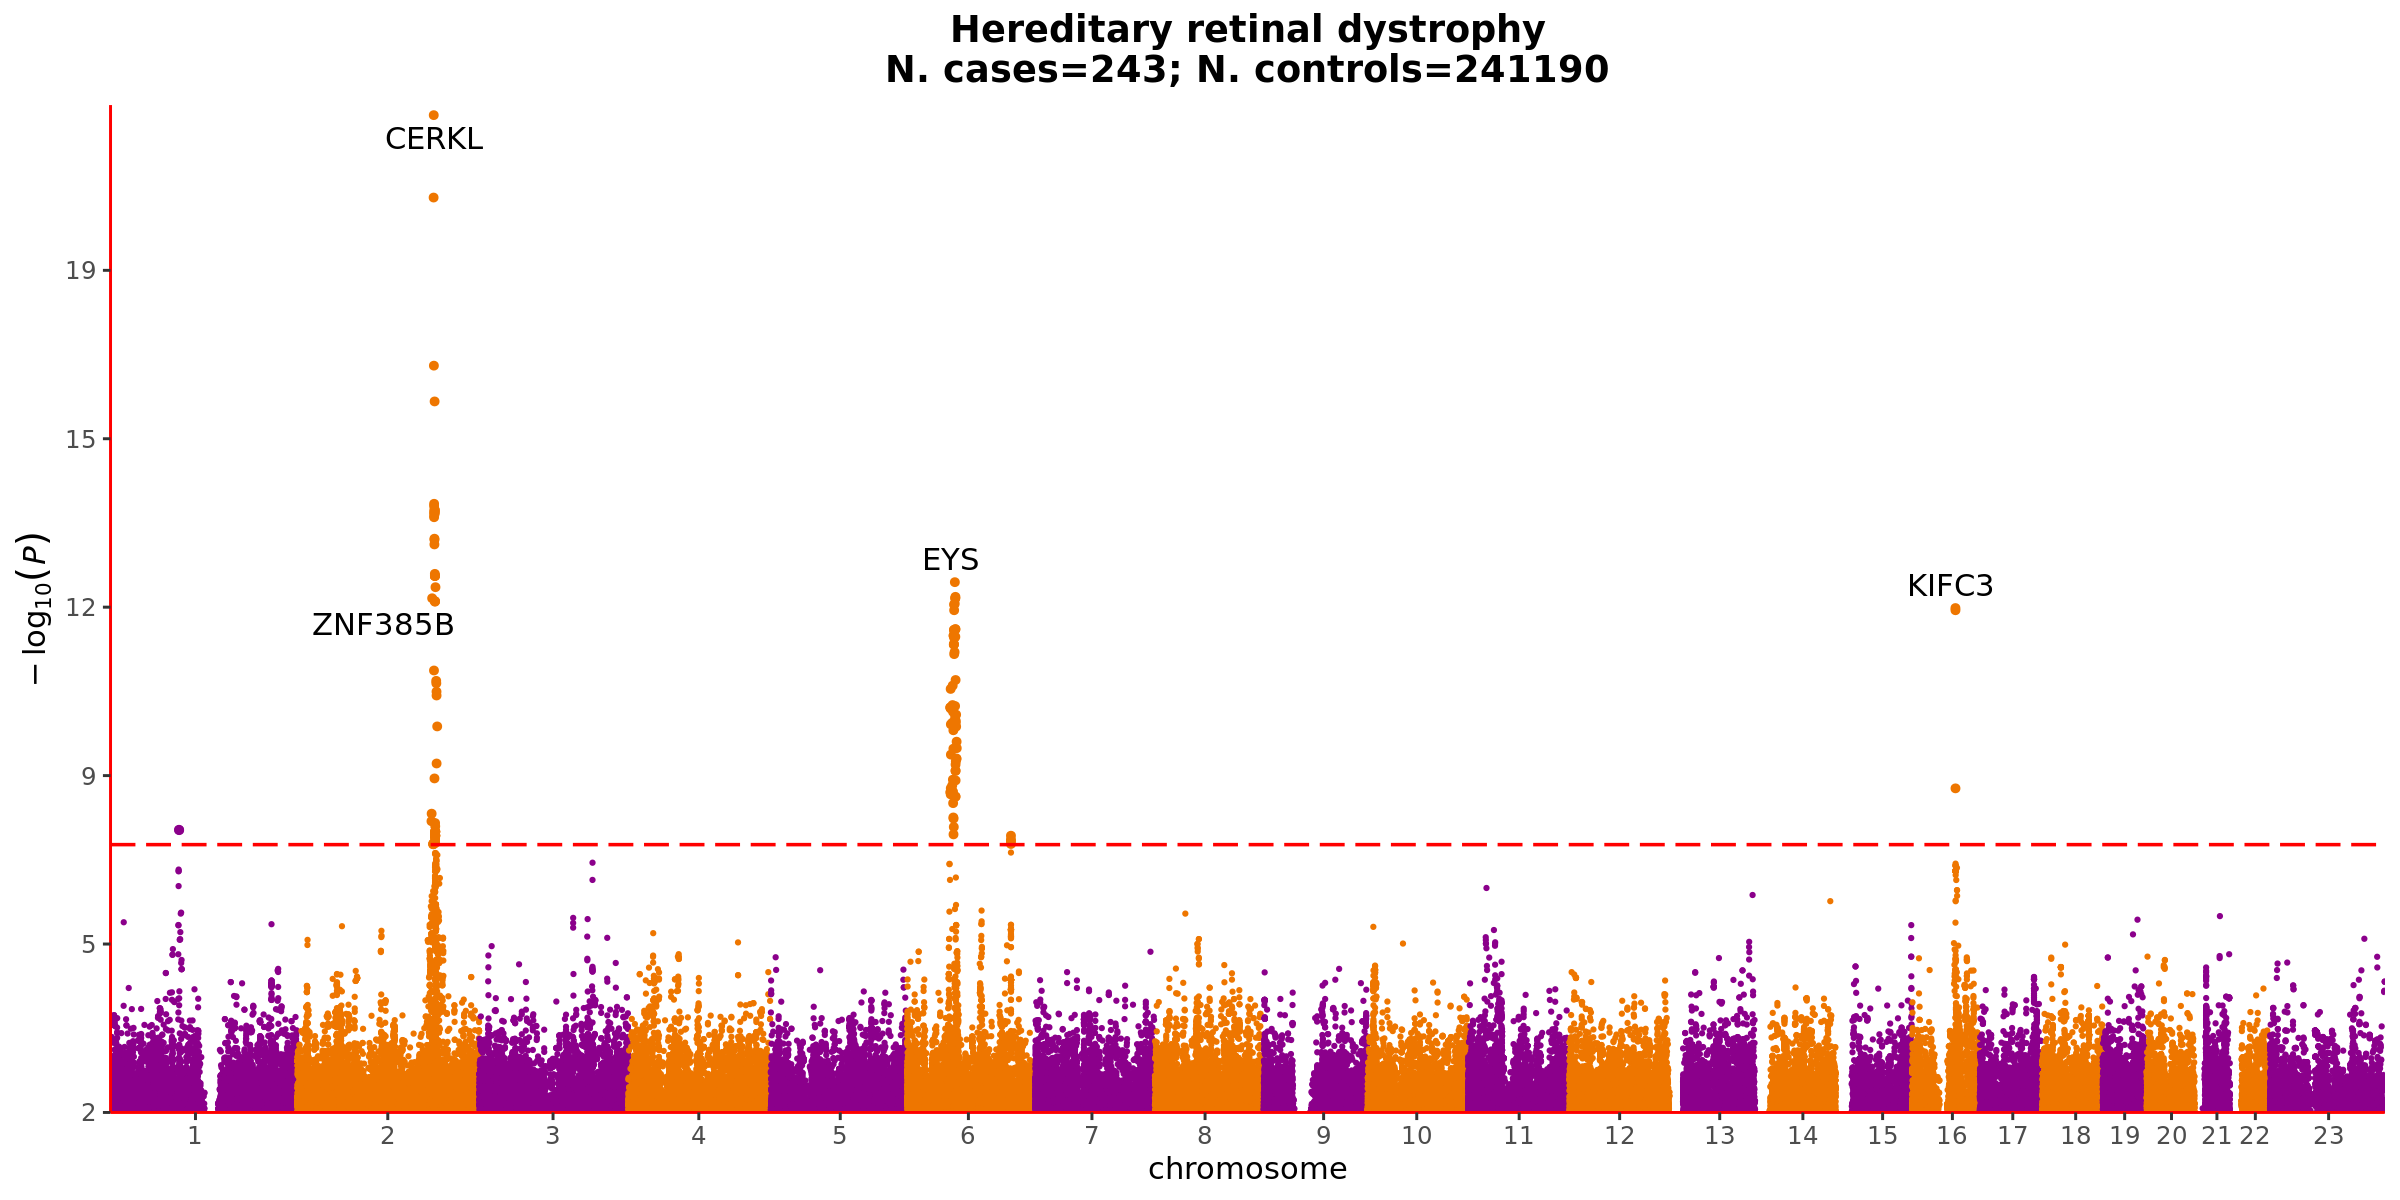 Hereditary retinal dystrophy
N. cases=243; N. controls=241190
CERKL
19
15
EYS
KIFC3
12
ZNF385B
− log10(P)
9
5
2
1 2 3 4 5 6 7 8 9 10 11 12 13 14 15 16 17 18 19 20 21 22 23
chromosome